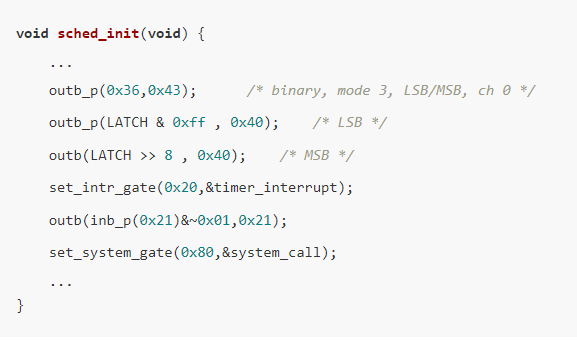 void sched_init(void) {
...
outb_p(0x36,0x43); /* binary, mode 3, LSB/MSB, ch 0 */
outb_p(LATCH & 0xff , 0x40); /* LSB */
outb(LATCH >> 8 , 0x40); /* MSB */
set_intr_gate(0x20,&timer_interrupt);
outb(inb_p(0x21)&~0x01,0x21);
set_system_gate(0x80,&system_call);
...
}